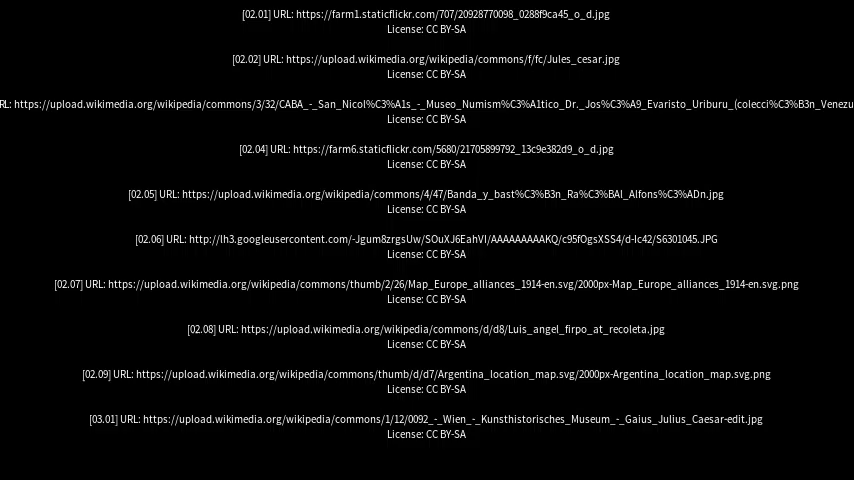 [02.01] URL: https://farm1.staticflickr.com/707/20928770098_0288f9ca45_o_d.jpg
License: CC BY-SA
[02.02] URL: https://upload.wikimedia.org/wikipedia/commons/f/fc/Jules_cesar.jpg
License: CC BY-SA
RL: https://upload.wikimedia.org/wikipedia/commons/3/32/CABA_-_San_Nicol%C3%A1s_-_Museo_Numism%C3%A1tico_Dr._Jos%C3%A9_Evaristo_Uriburu_(colecci%C3%B3n_Venezu
License: CC BY-SA
[02.04] URL: https://farm6.staticflickr.com/5680/21705899792_13c9e382d9_o_d.jpg
License: CC BY-SA
[02.05] URL: https://upload.wikimedia.org/wikipedia/commons/4/47/Banda_y_bast%C3%B3n_Ra%C3%BAl_Alfons%C3%ADn.jpg
License: CC BY-SA
[02.06] URL: http://lh3.googleusercontent.com/-Jgum8zrgsUw/SOuXJ6EahVI/AAAAAAAAAKQ/c95fOgsXSS4/d-Ic42/S6301045.JPG
License: CC BY-SA
[02.07] URL: https://upload.wikimedia.org/wikipedia/commons/thumb/2/26/Map_Europe_alliances_1914-en.svg/2000px-Map_Europe_alliances_1914-en.svg.png
License: CC BY-SA
[02.08] URL: https://upload.wikimedia.org/wikipedia/commons/d/d8/Luis_angel_firpo_at_recoleta.jpg
License: CC BY-SA
[02.09] URL: https://upload.wikimedia.org/wikipedia/commons/thumb/d/d7/Argentina_location_map.svg/2000px-Argentina_location_map.svg.png
License: CC BY-SA
[03.01] URL: https://upload.wikimedia.org/wikipedia/commons/1/12/0092_-_Wien_-_Kunsthistorisches_Museum_-_Gaius_Julius_Caesar-edit.jpg
License: CC BY-SA